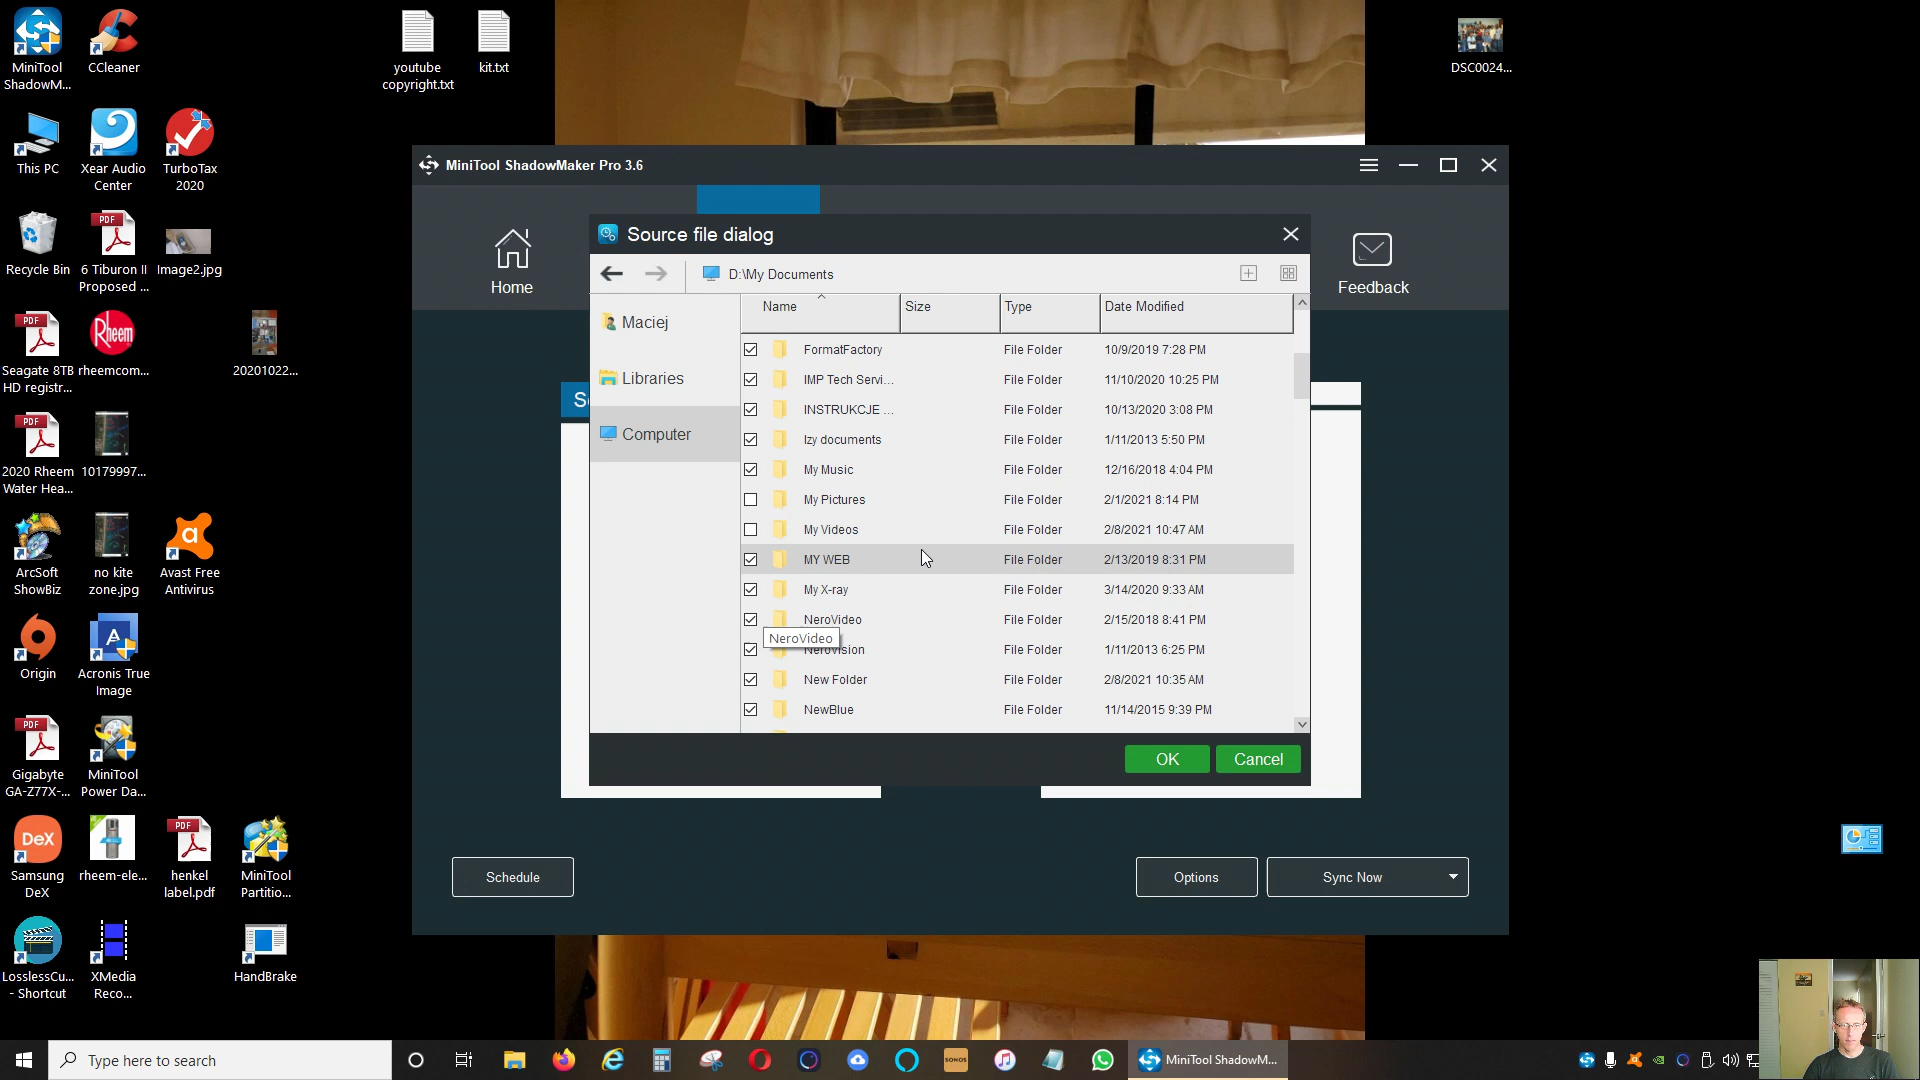 MiniTool
ShadowM...
CCleaner
youtube
copyright.txt
kit.txt
DSC0024...
This PC
Xear Audio
Center
TurboTax
2020
Recycle Bin
PDF
6 Tiburon II
Proposed ...
Image2.jpg
PDF
Seagate 8TB
HD registr...
Rheem
rheemcom...
20201022...
PDF
2020 Rheem
Water Hea...
10179997...
ArcSoft
ShowBiz
no kite
zone.jpg
Avast Free
Antivirus
Origin
Acronis True
Image
PDF
Gigabyte
GA-Z77X-...
MiniTool
Power Da...
DeX
Samsung
DeX
rheem-ele...
PDF
henkel
label.pdf
MiniTool
Partitio...
LosslessCu...
- Shortcut
XMedia
Reco...
HandBrake
MiniTool ShadowMaker Pro 3.6
Home
Feedback
Source file dialog
D:\My Documents
Maciej
Libraries
Computer
Name Size Type Date Modified
FormatFactory File Folder 10/9/2019 7:28 PM
IMP Tech Servi... File Folder 11/10/2020 10:25 PM
INSTRUKCJE ... File Folder 10/13/2020 3:08 PM
Izy documents File Folder 1/11/2013 5:50 PM
My Music File Folder 12/16/2018 4:04 PM
My Pictures File Folder 2/1/2021 8:14 PM
My Videos File Folder 2/8/2021 10:47 AM
MY WEB File Folder 2/13/2019 8:31 PM
My X-ray File Folder 3/14/2020 9:33 AM
NeroVideo File Folder 2/15/2018 8:41 PM
NeroVideo
NeroVision File Folder 1/11/2013 6:25 PM
New Folder File Folder 2/8/2021 10:35 AM
NewBlue File Folder 11/14/2015 9:39 PM
OK Cancel
Schedule
Options
Sync Now
Type here to search
SONOS
MiniTool ShadowM...